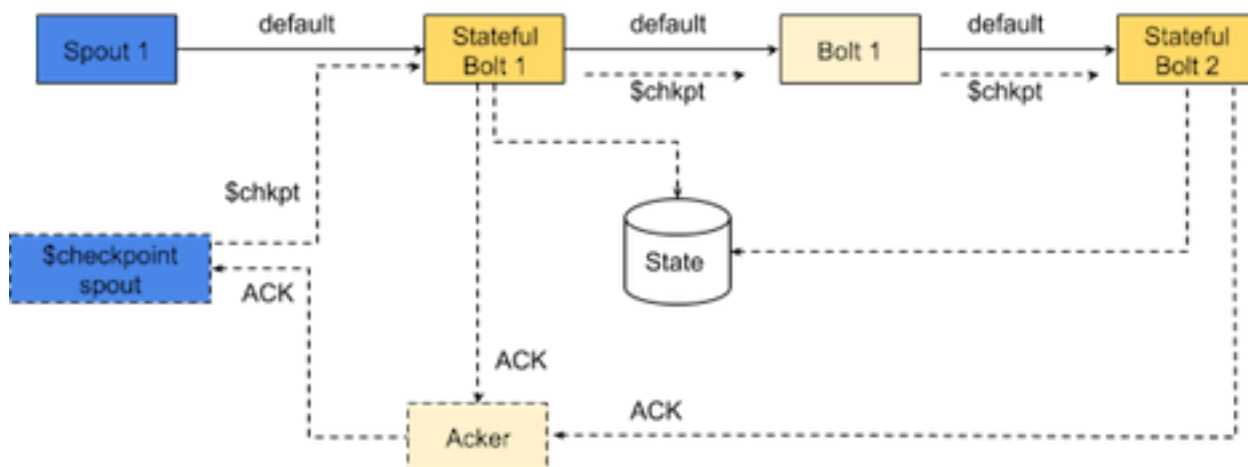 default
default
default
Spout 1
Stateful
Bolt 1
Bolt 1
Stateful
Bolt 2
$chkpt
$chkpt
$chkpt
$checkpoint
spout
State
ACK
ACK
ACK
Acker